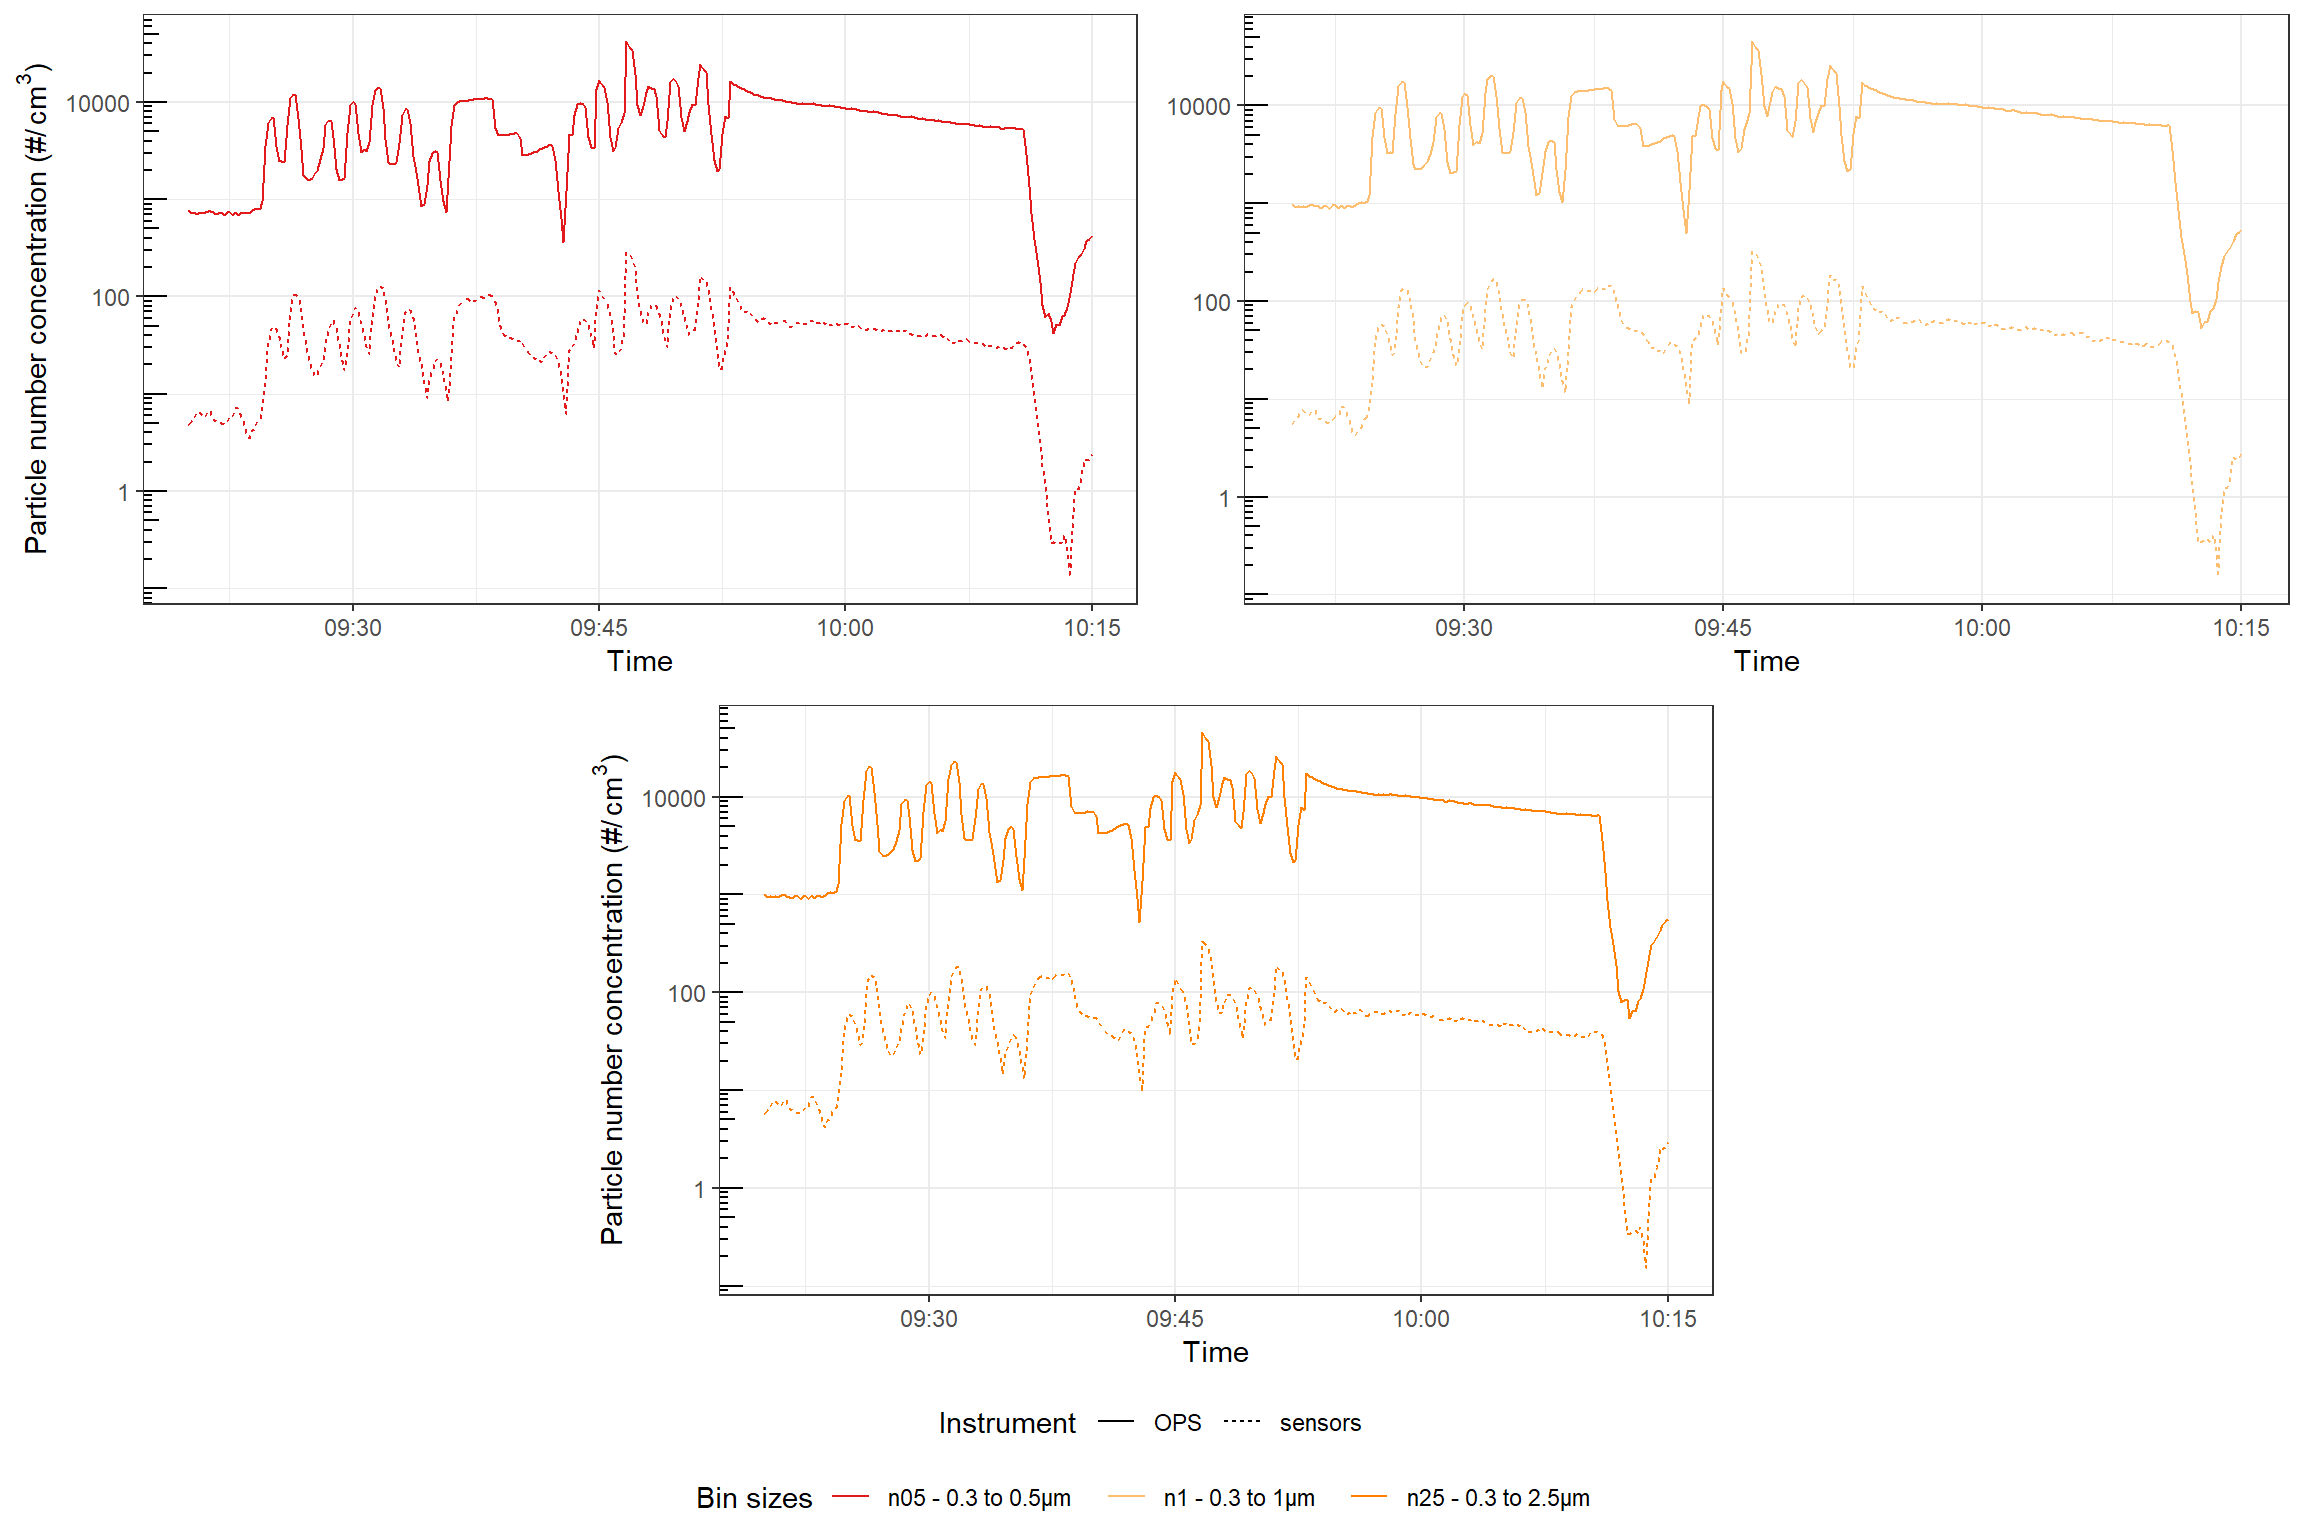 Particle number concentration (#/cm³)
10000
100
1
09:30 09:45 10:00 10:15
Time
10000
100
1
09:30 09:45 10:00 10:15
Time
Particle number concentration (#/cm³)
10000
100
1
09:30 09:45 10:00 10:15
Time
Instrument OPS sensors
Bin sizes n05 - 0.3 to 0.5µm n1 - 0.3 to 1µm n25 - 0.3 to 2.5µm